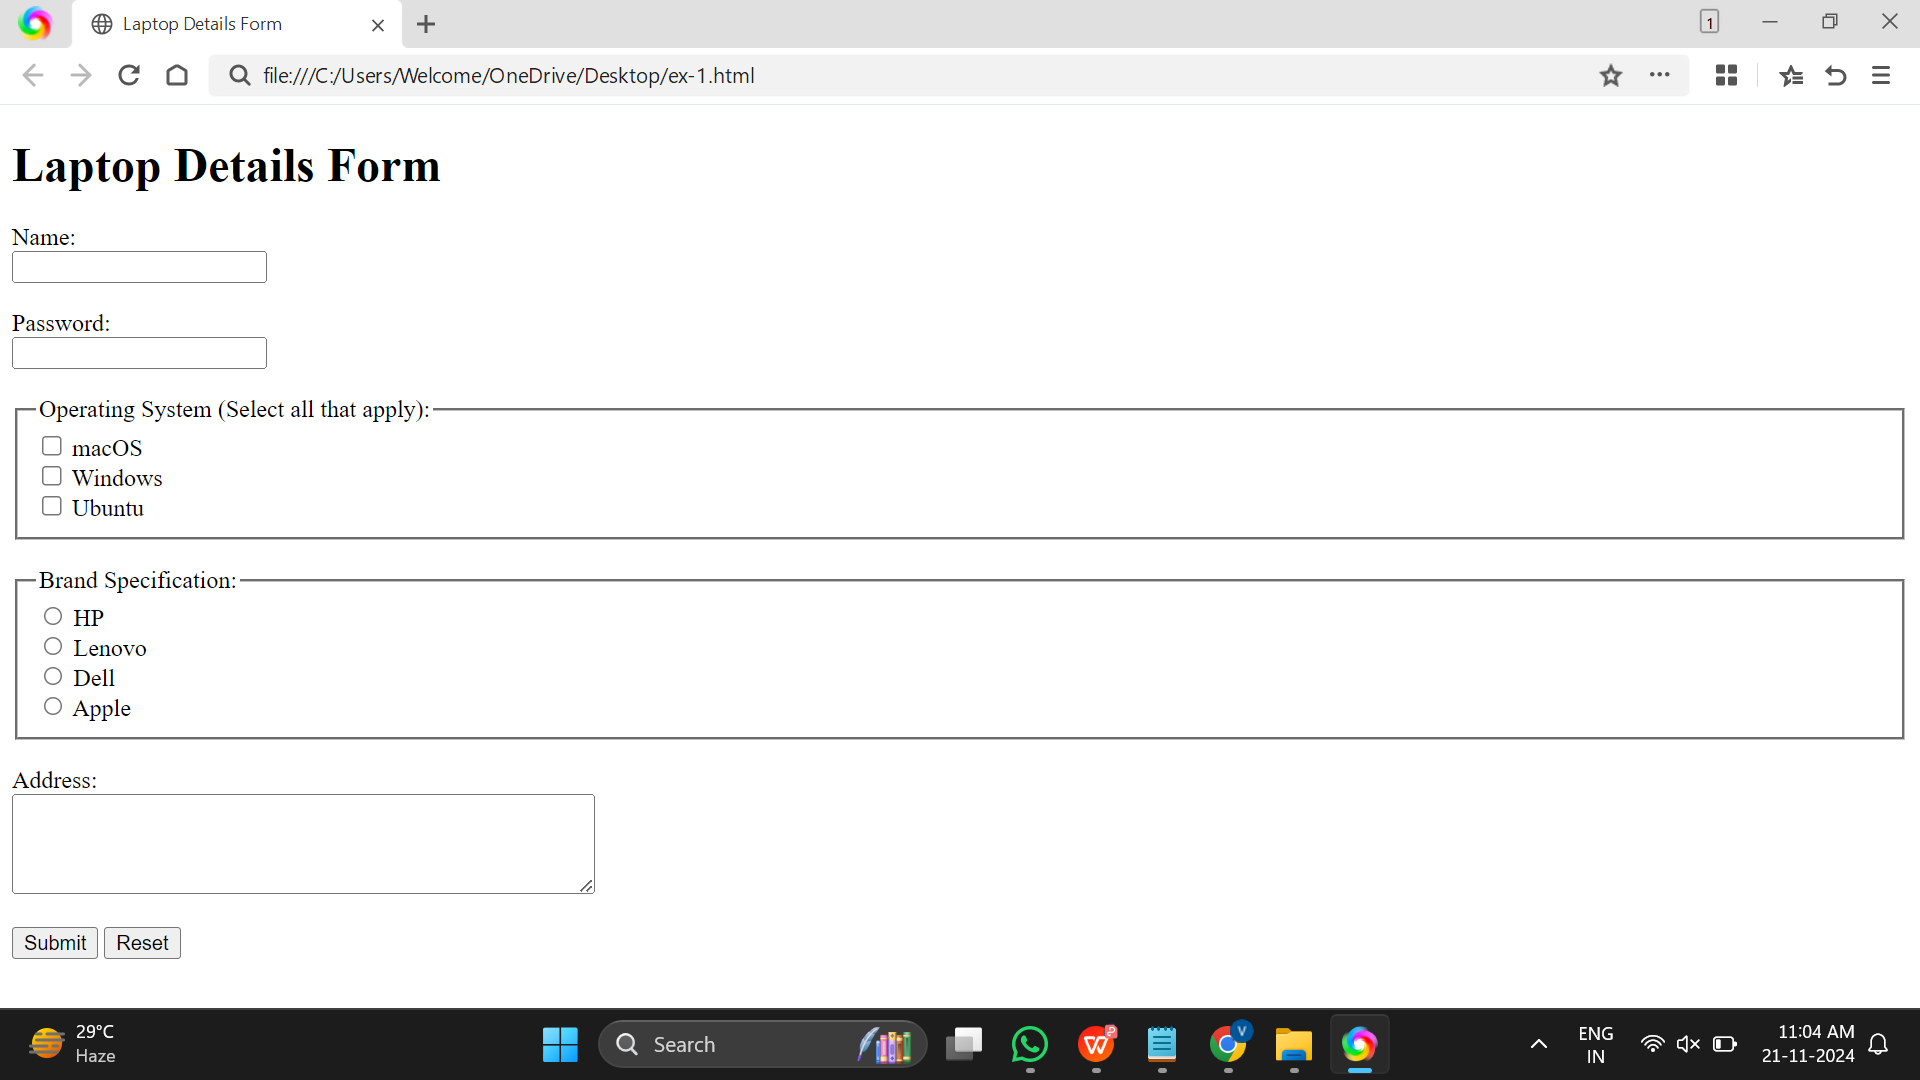 Laptop Details Form
1
file:///C:/Users/Welcome/OneDrive/Desktop/ex-1.html
Laptop Details Form
Name:
Password:
Operating System (Select all that apply):
macOS
Windows
Ubuntu
Brand Specification:
HP
Lenovo
Dell
Apple
Address:
Submit Reset
29°C
Haze
Search
W
V
ENG
IN
11:04 AM
21-11-2024